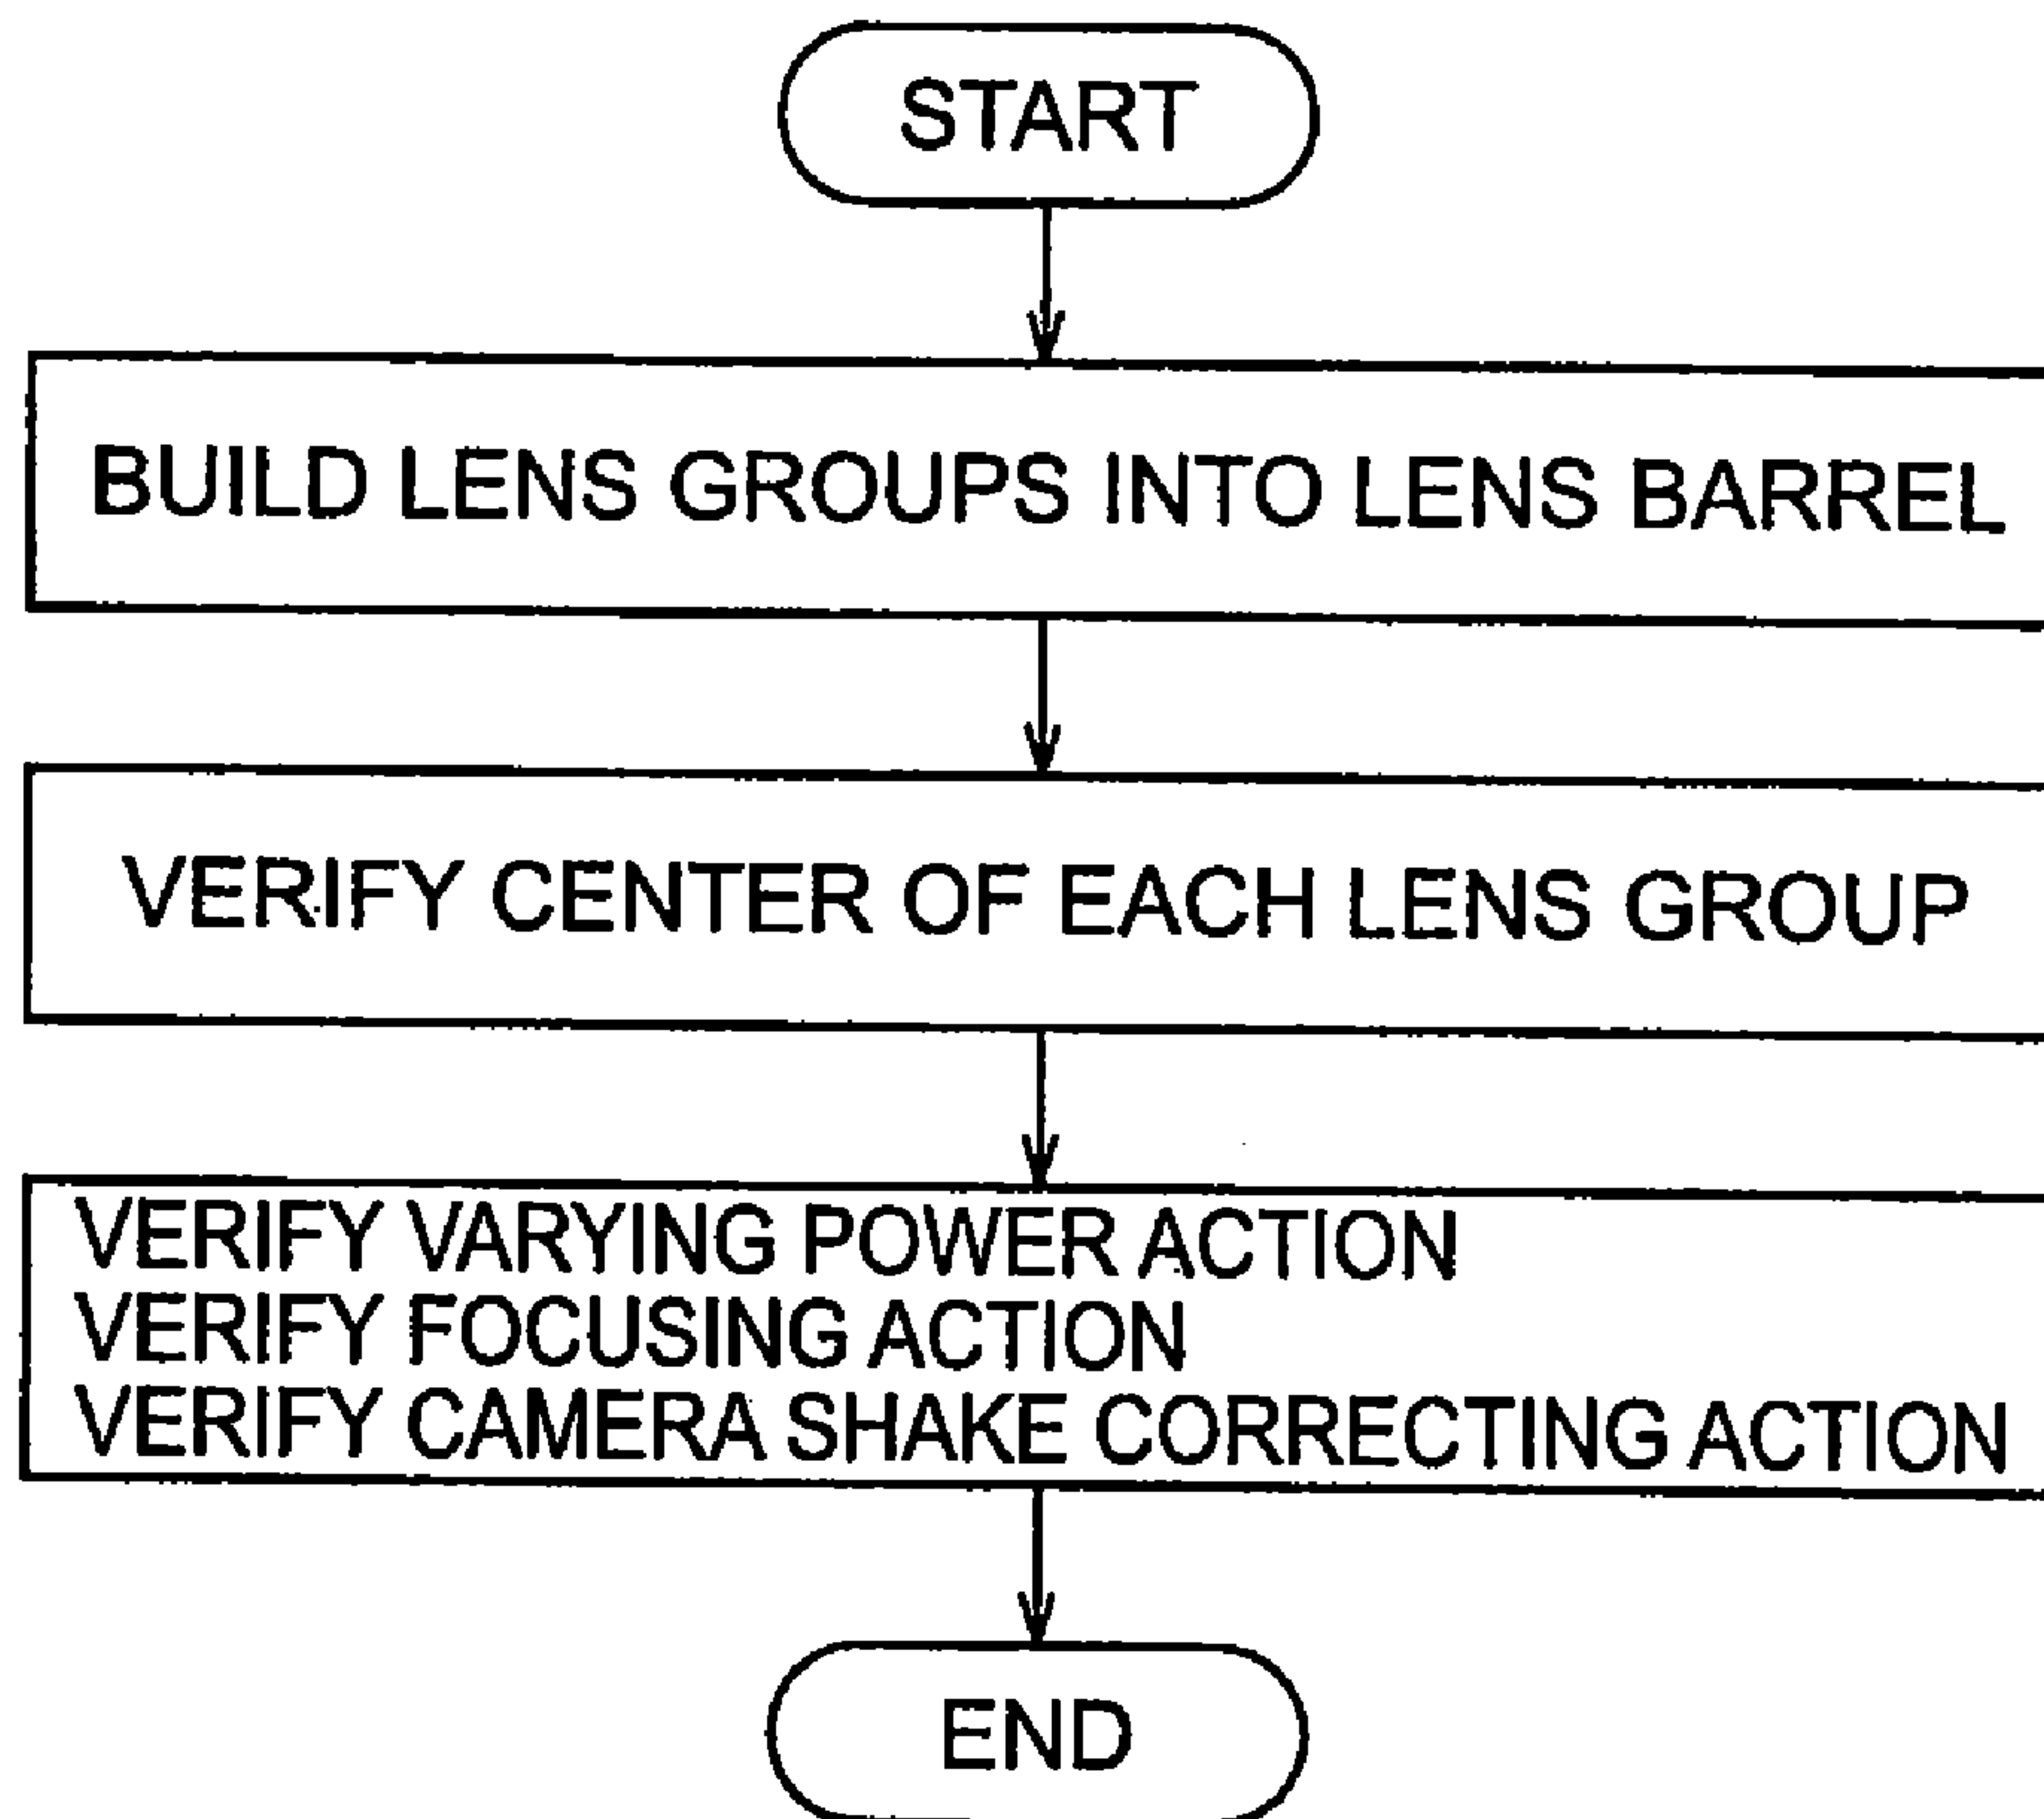 START
BUILD LENS GROUPS INTO LENS BARREL
VERIFY CENTER OF EACH LENS GROUP
VERIFY VARYING POWER ACTION
VERIFY FOCUSING ACTION
VERIFY CAMERA SHAKE CORRECTING ACTION
END